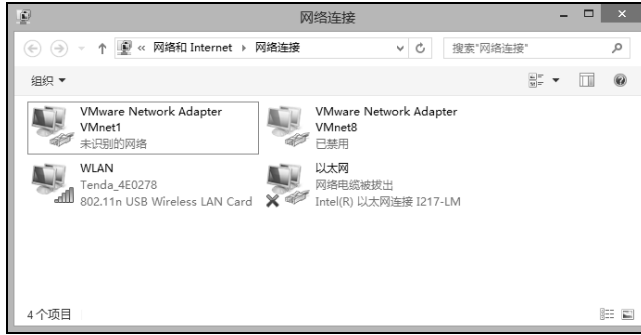 网络连接
« 网络和 Internet ▸ 网络连接
搜索"网络连接"
组织 ▼
VMware Network Adapter
VMnet1
未识别的网络
VMware Network Adapter
VMnet8
已禁用
WLAN
Tenda_4E0278
802.11n USB Wireless LAN Card
以太网
网络电缆被拔出
Intel(R) 以太网连接 I217-LM
4 个项目